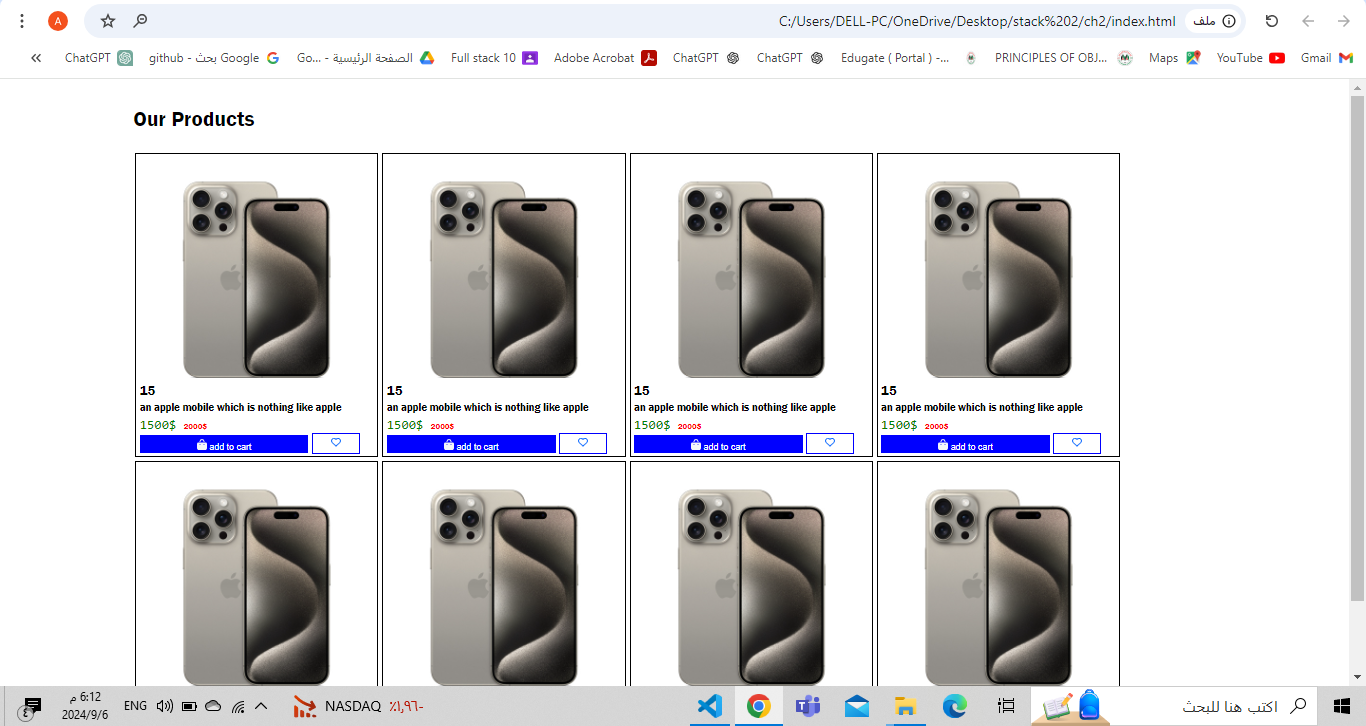 C:/Users/DELL-PC/OneDrive/Desktop/stack%202/ch2/index.html
ملف
A
Gmail
YouTube
Maps
PRINCIPLES OF OBJ...
Edugate ( Portal ) -...
ChatGPT
ChatGPT
Adobe Acrobat
Full stack 10
الصفحة الرئيسية - Go...
github - بحث Google
ChatGPT
Our Products
15
an apple mobile which is nothing like apple
1500$ 2000$
add to cart
15
an apple mobile which is nothing like apple
1500$ 2000$
add to cart
15
an apple mobile which is nothing like apple
1500$ 2000$
add to cart
15
an apple mobile which is nothing like apple
1500$ 2000$
add to cart
اكتب هنا للبحث
NASDAQ ٪١,٩٦-
ENG
6:12 م
2024/9/6